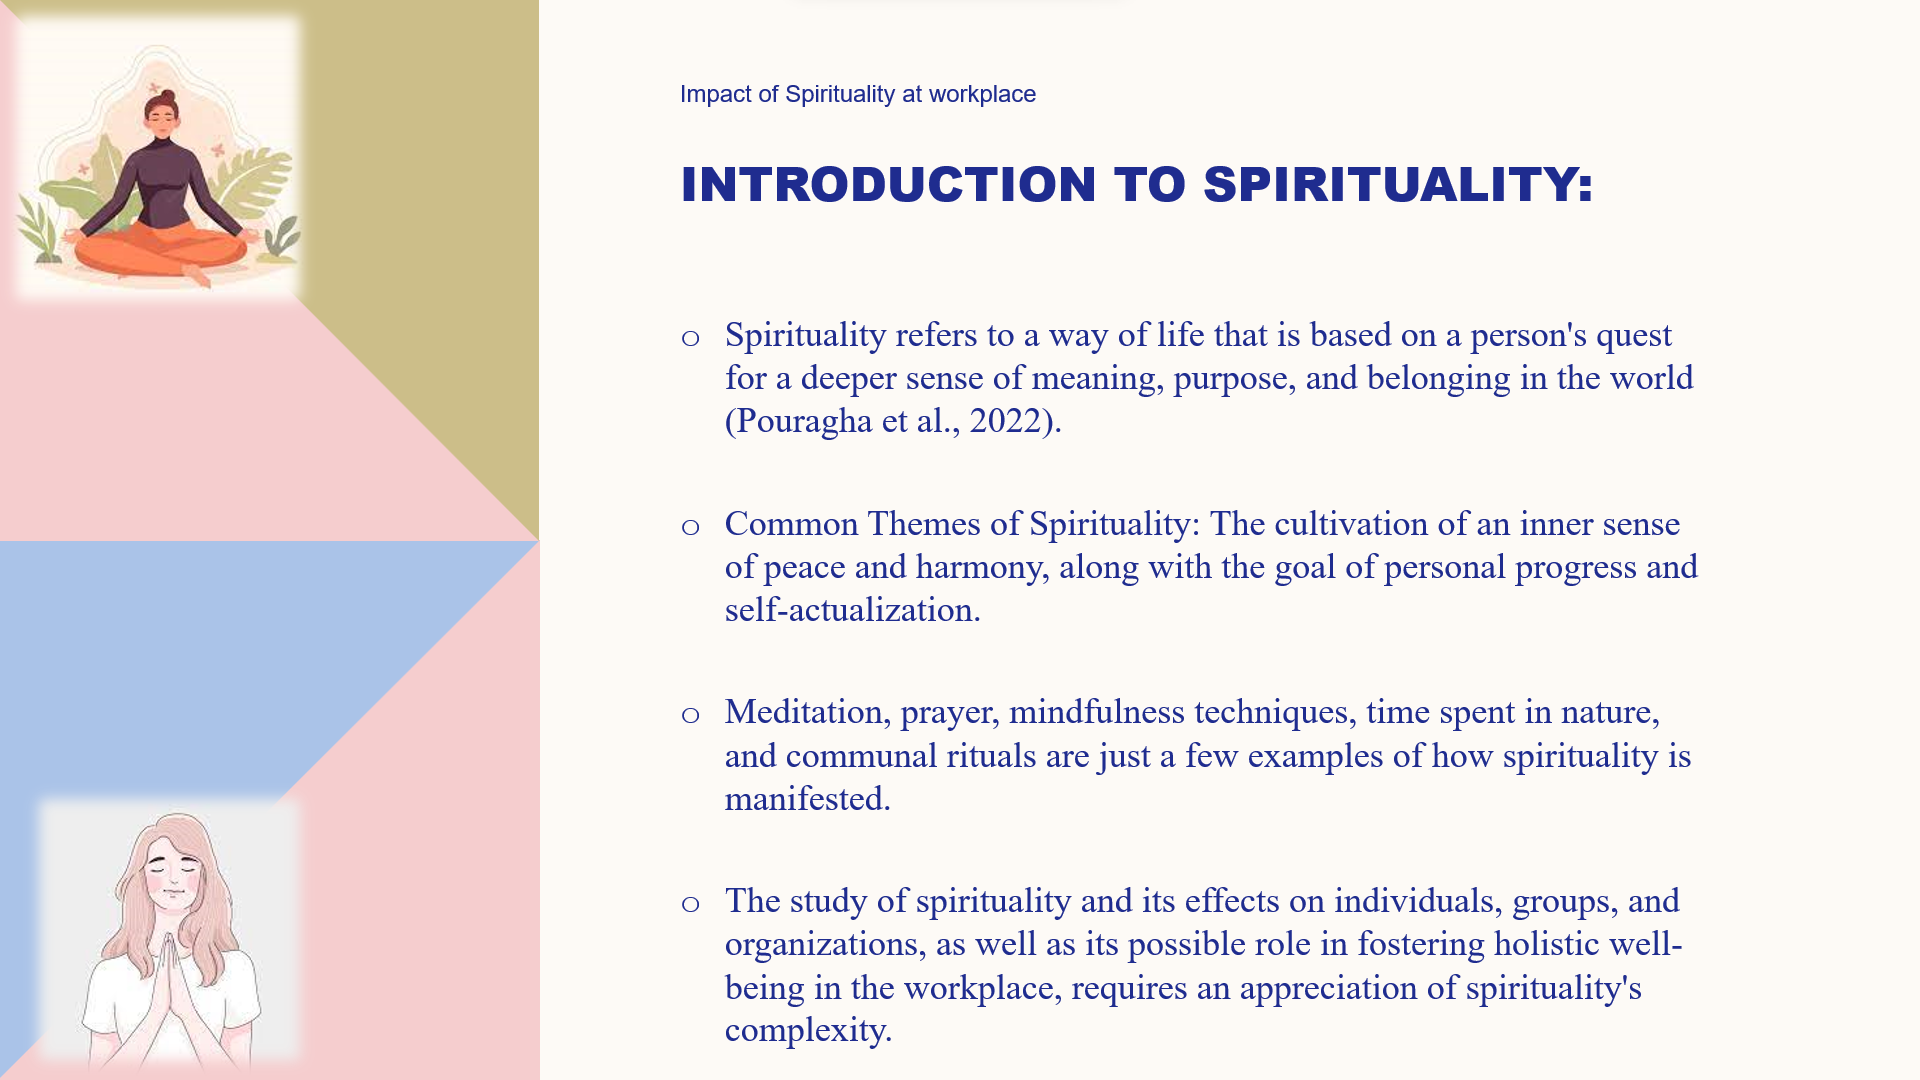 Impact of Spirituality at workplace
INTRODUCTION TO SPIRITUALITY:
o Spirituality refers to a way of life that is based on a person's quest
for a deeper sense of meaning, purpose, and belonging in the world
(Pouragha et al., 2022).
o Common Themes of Spirituality: The cultivation of an inner sense
of peace and harmony, along with the goal of personal progress and
self-actualization.
o Meditation, prayer, mindfulness techniques, time spent in nature,
and communal rituals are just a few examples of how spirituality is
manifested.
o The study of spirituality and its effects on individuals, groups, and
organizations, as well as its possible role in fostering holistic well-
being in the workplace, requires an appreciation of spirituality's
complexity.